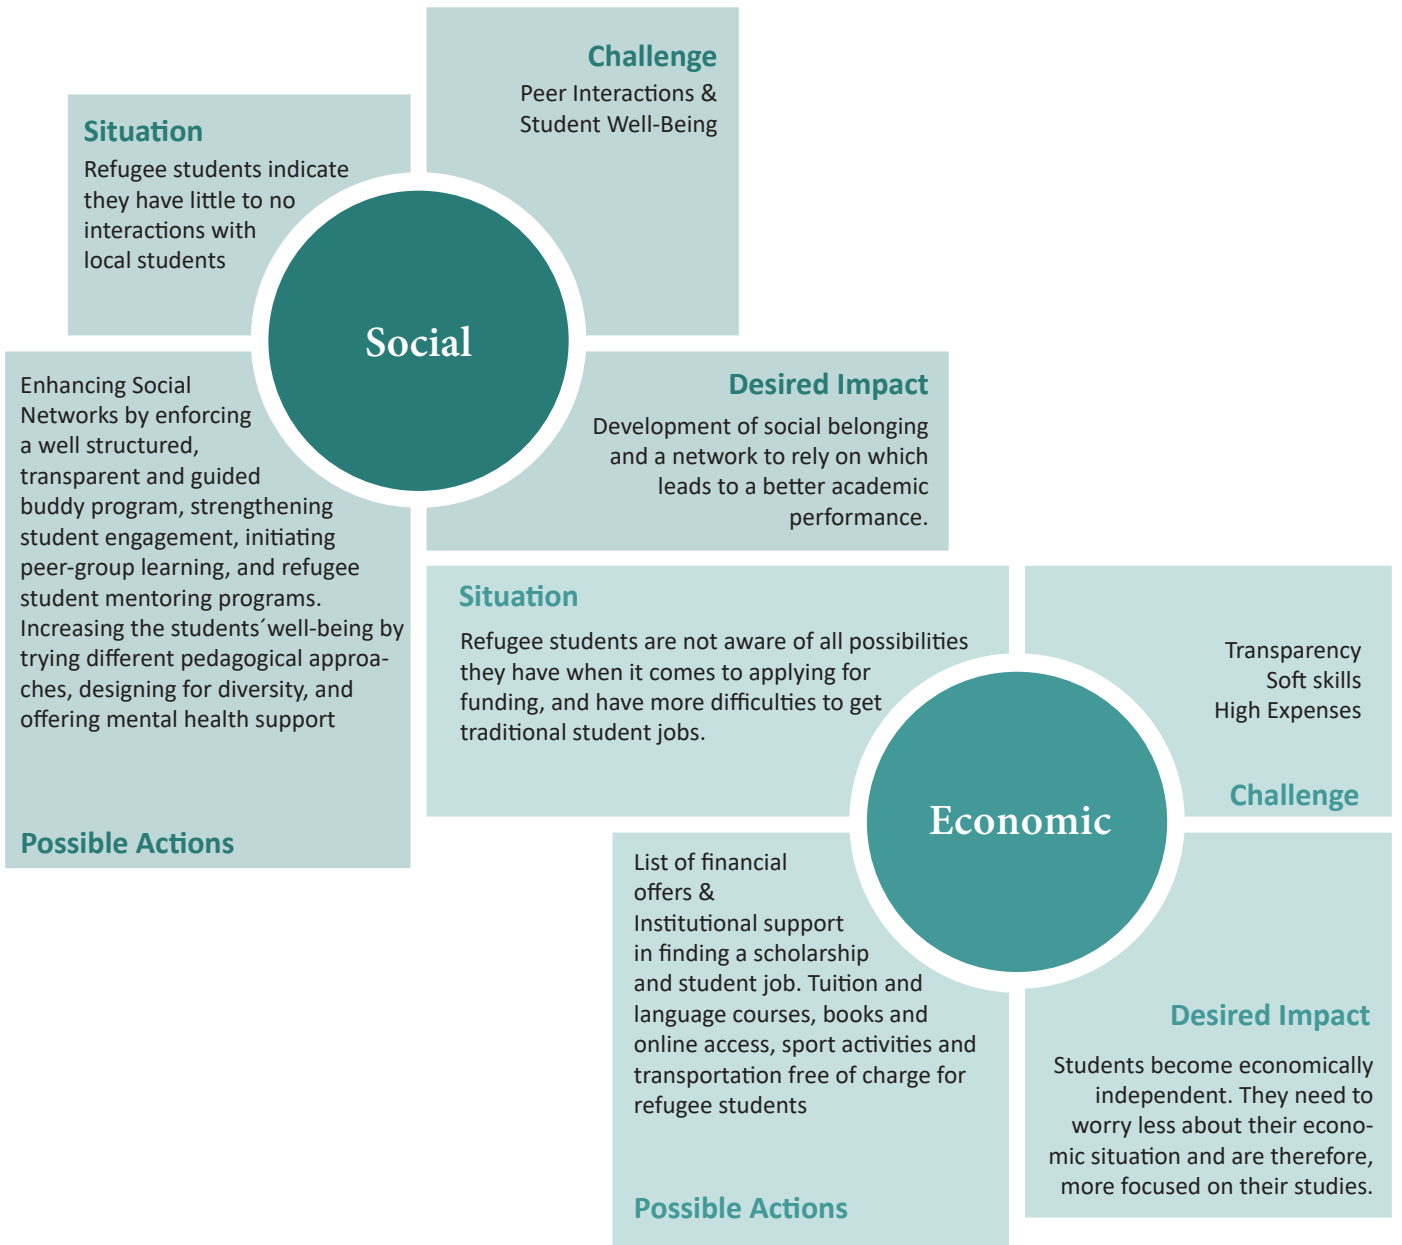 Challenge
Peer Interactions &
Student Well-Being
Situation
Refugee students indicate
they have little to no
interactions with
local students
Social
Enhancing Social
Networks by enforcing
a well structured,
transparent and guided
buddy program, strengthening
student engagement, initiating
peer-group learning, and refugee
student mentoring programs.
Increasing the students´well-being by
trying different pedagogical approa-
ches, designing for diversity, and
offering mental health support
Possible Actions
Desired Impact
Development of social belonging
and a network to rely on which
leads to a better academic
performance.
Situation
Refugee students are not aware of all possibilities
they have when it comes to applying for
funding, and have more difficulties to get
traditional student jobs.
Transparency
Soft skills
High Expenses
Challenge
Economic
List of financial
offers &
Institutional support
in finding a scholarship
and student job. Tuition and
language courses, books and
online access, sport activities and
transportation free of charge for
refugee students
Possible Actions
Desired Impact
Students become economically
independent. They need to
worry less about their econo-
mic situation and are therefore,
more focused on their studies.